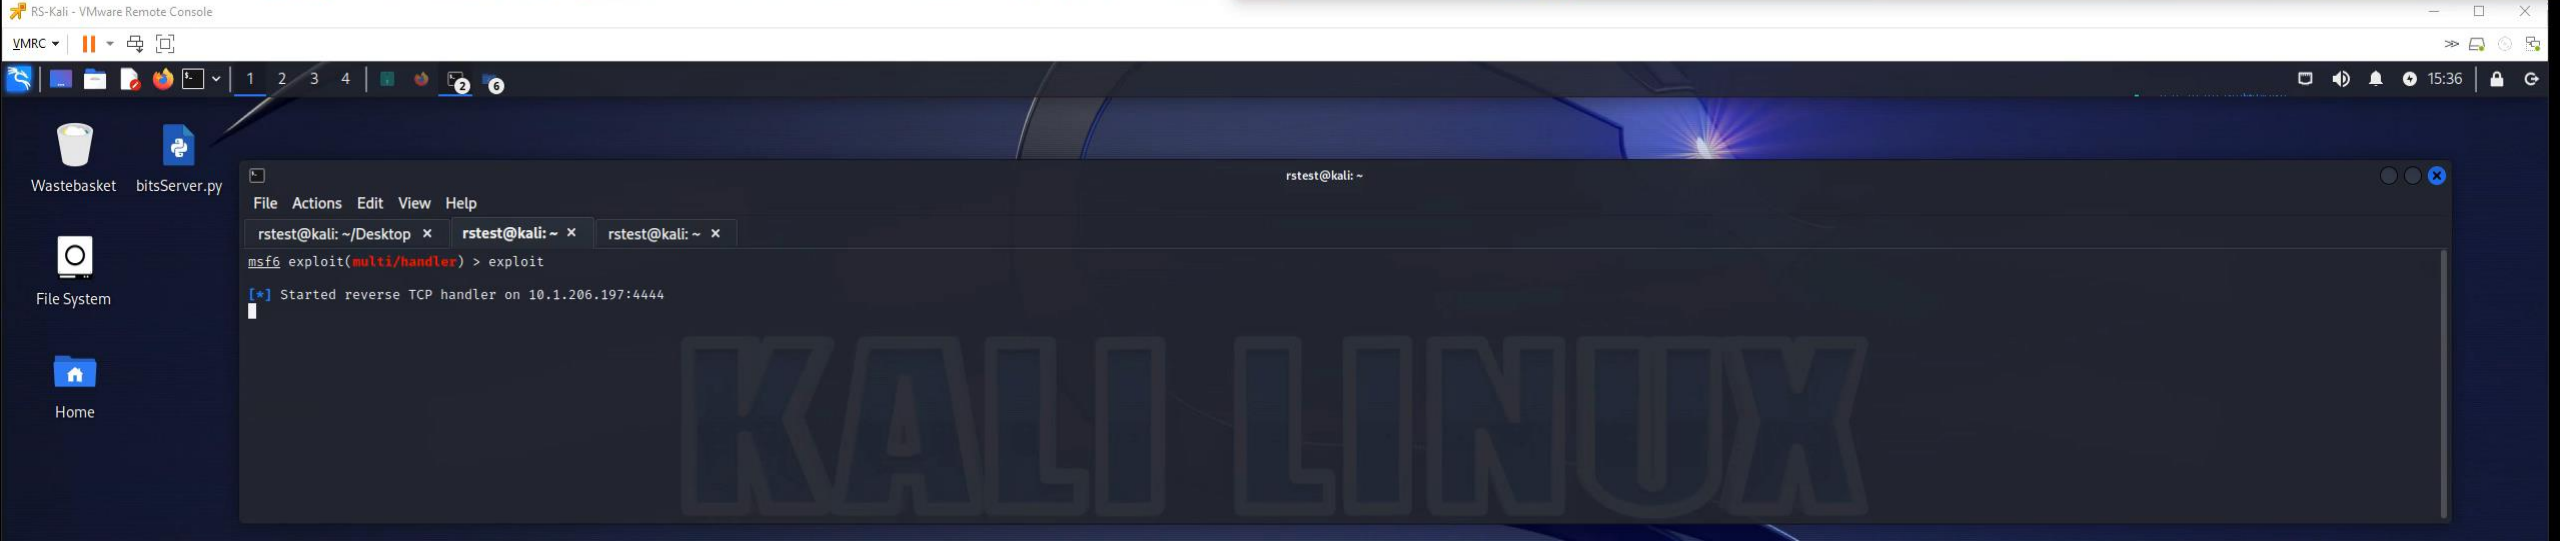 RS-Kali - VMware Remote Console
VMRC
1 2 3 4 2 6 15:36
Wastebasket bitsServer.py
File System
Home
rstest@kali: ~
File Actions Edit View Help
rstest@kali: ~/Desktop rstest@kali: ~ rstest@kali: ~
msf6 exploit(multi/handler) > exploit
[*] Started reverse TCP handler on 10.1.206.197:4444
KALI LINUX